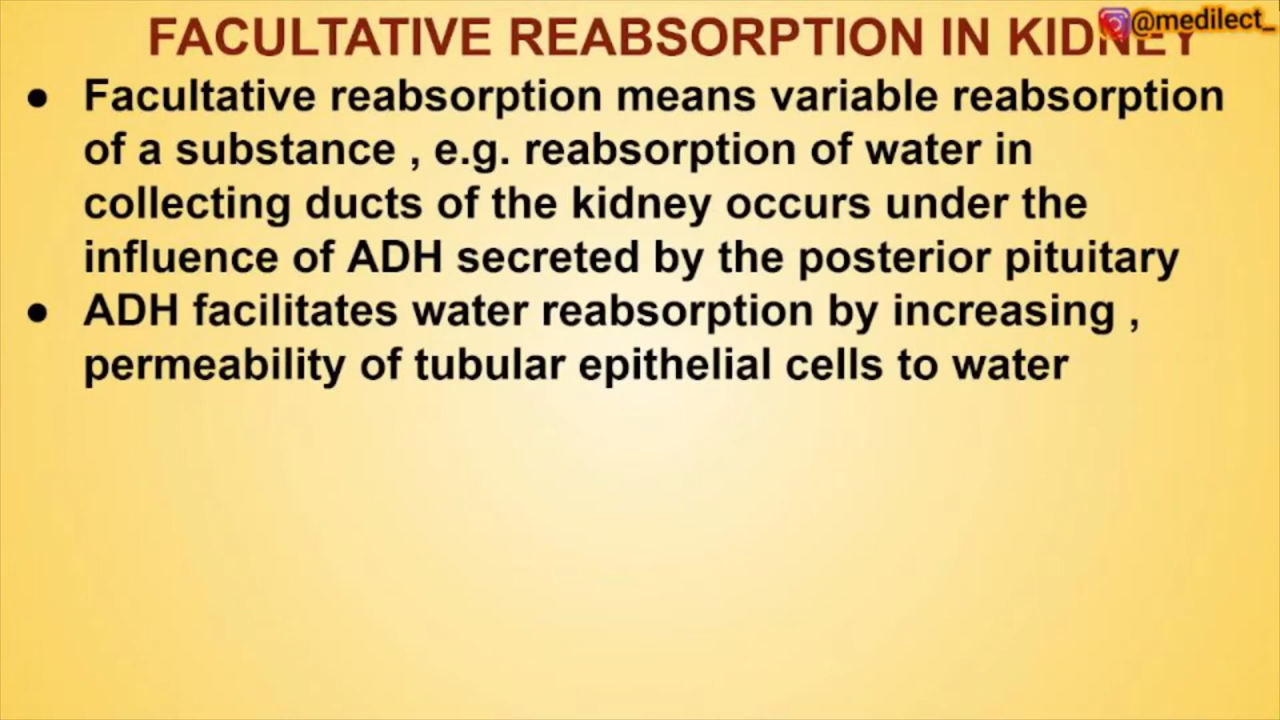 FACULTATIVE REABSORPTION IN KIDNEY
@medilect_
● Facultative reabsorption means variable reabsorption
of a substance , e.g. reabsorption of water in
collecting ducts of the kidney occurs under the
influence of ADH secreted by the posterior pituitary
● ADH facilitates water reabsorption by increasing ,
permeability of tubular epithelial cells to water